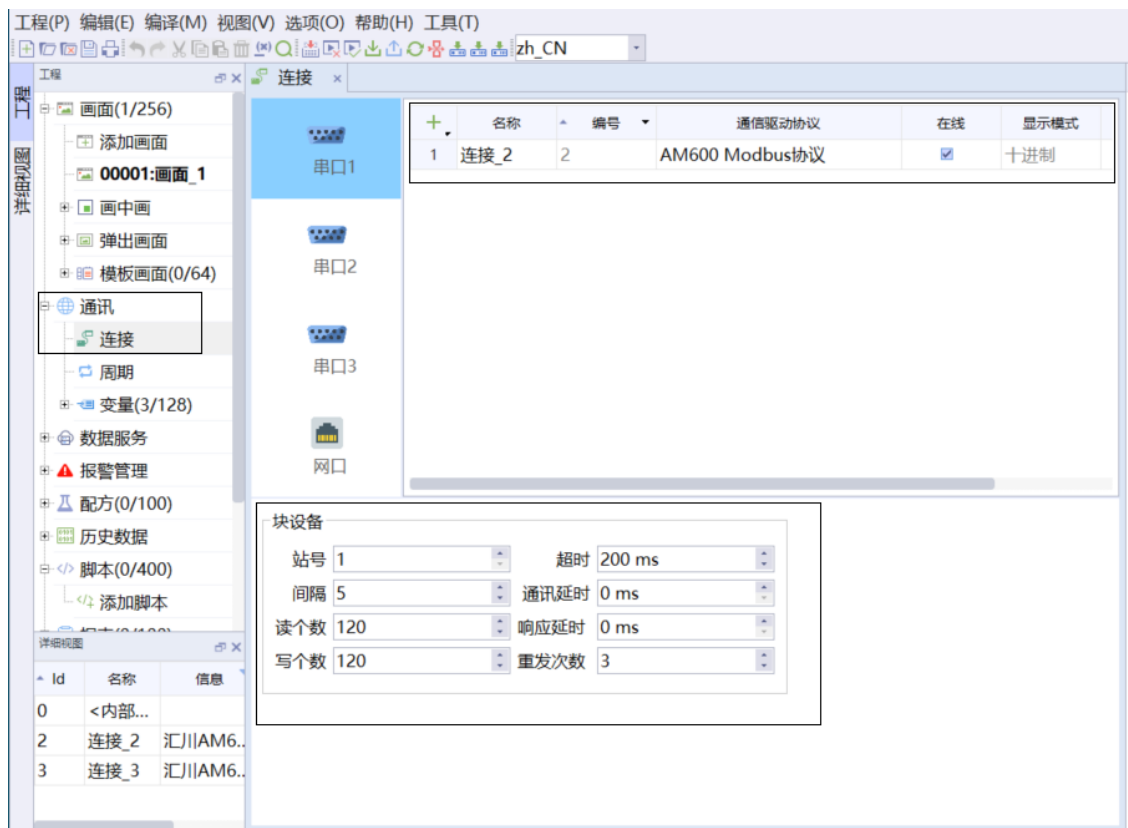 工程(P) 编辑(E) 编译(M) 视图(V) 选项(O) 帮助(H) 工具(T)
zh_CN
工程
详细视图
工程
画面(1/256)
添加画面
00001:画面_1
画中画
弹出画面
模板画面(0/64)
通讯
连接
周期
变量(3/128)
数据服务
报警管理
配方(0/100)
历史数据
脚本(0/400)
添加脚本
详细视图
Id 名称 信息
0 <内部...
2 连接_2 汇川AM6..
3 连接_3 汇川AM6..
连接
串口1
串口2
串口3
网口
名称 编号 通信驱动协议 在线 显示模式
1 连接_2 2 AM600 Modbus协议 十进制
块设备
站号 1 超时 200 ms
间隔 5 通讯延时 0 ms
读个数 120 响应延时 0 ms
写个数 120 重发次数 3